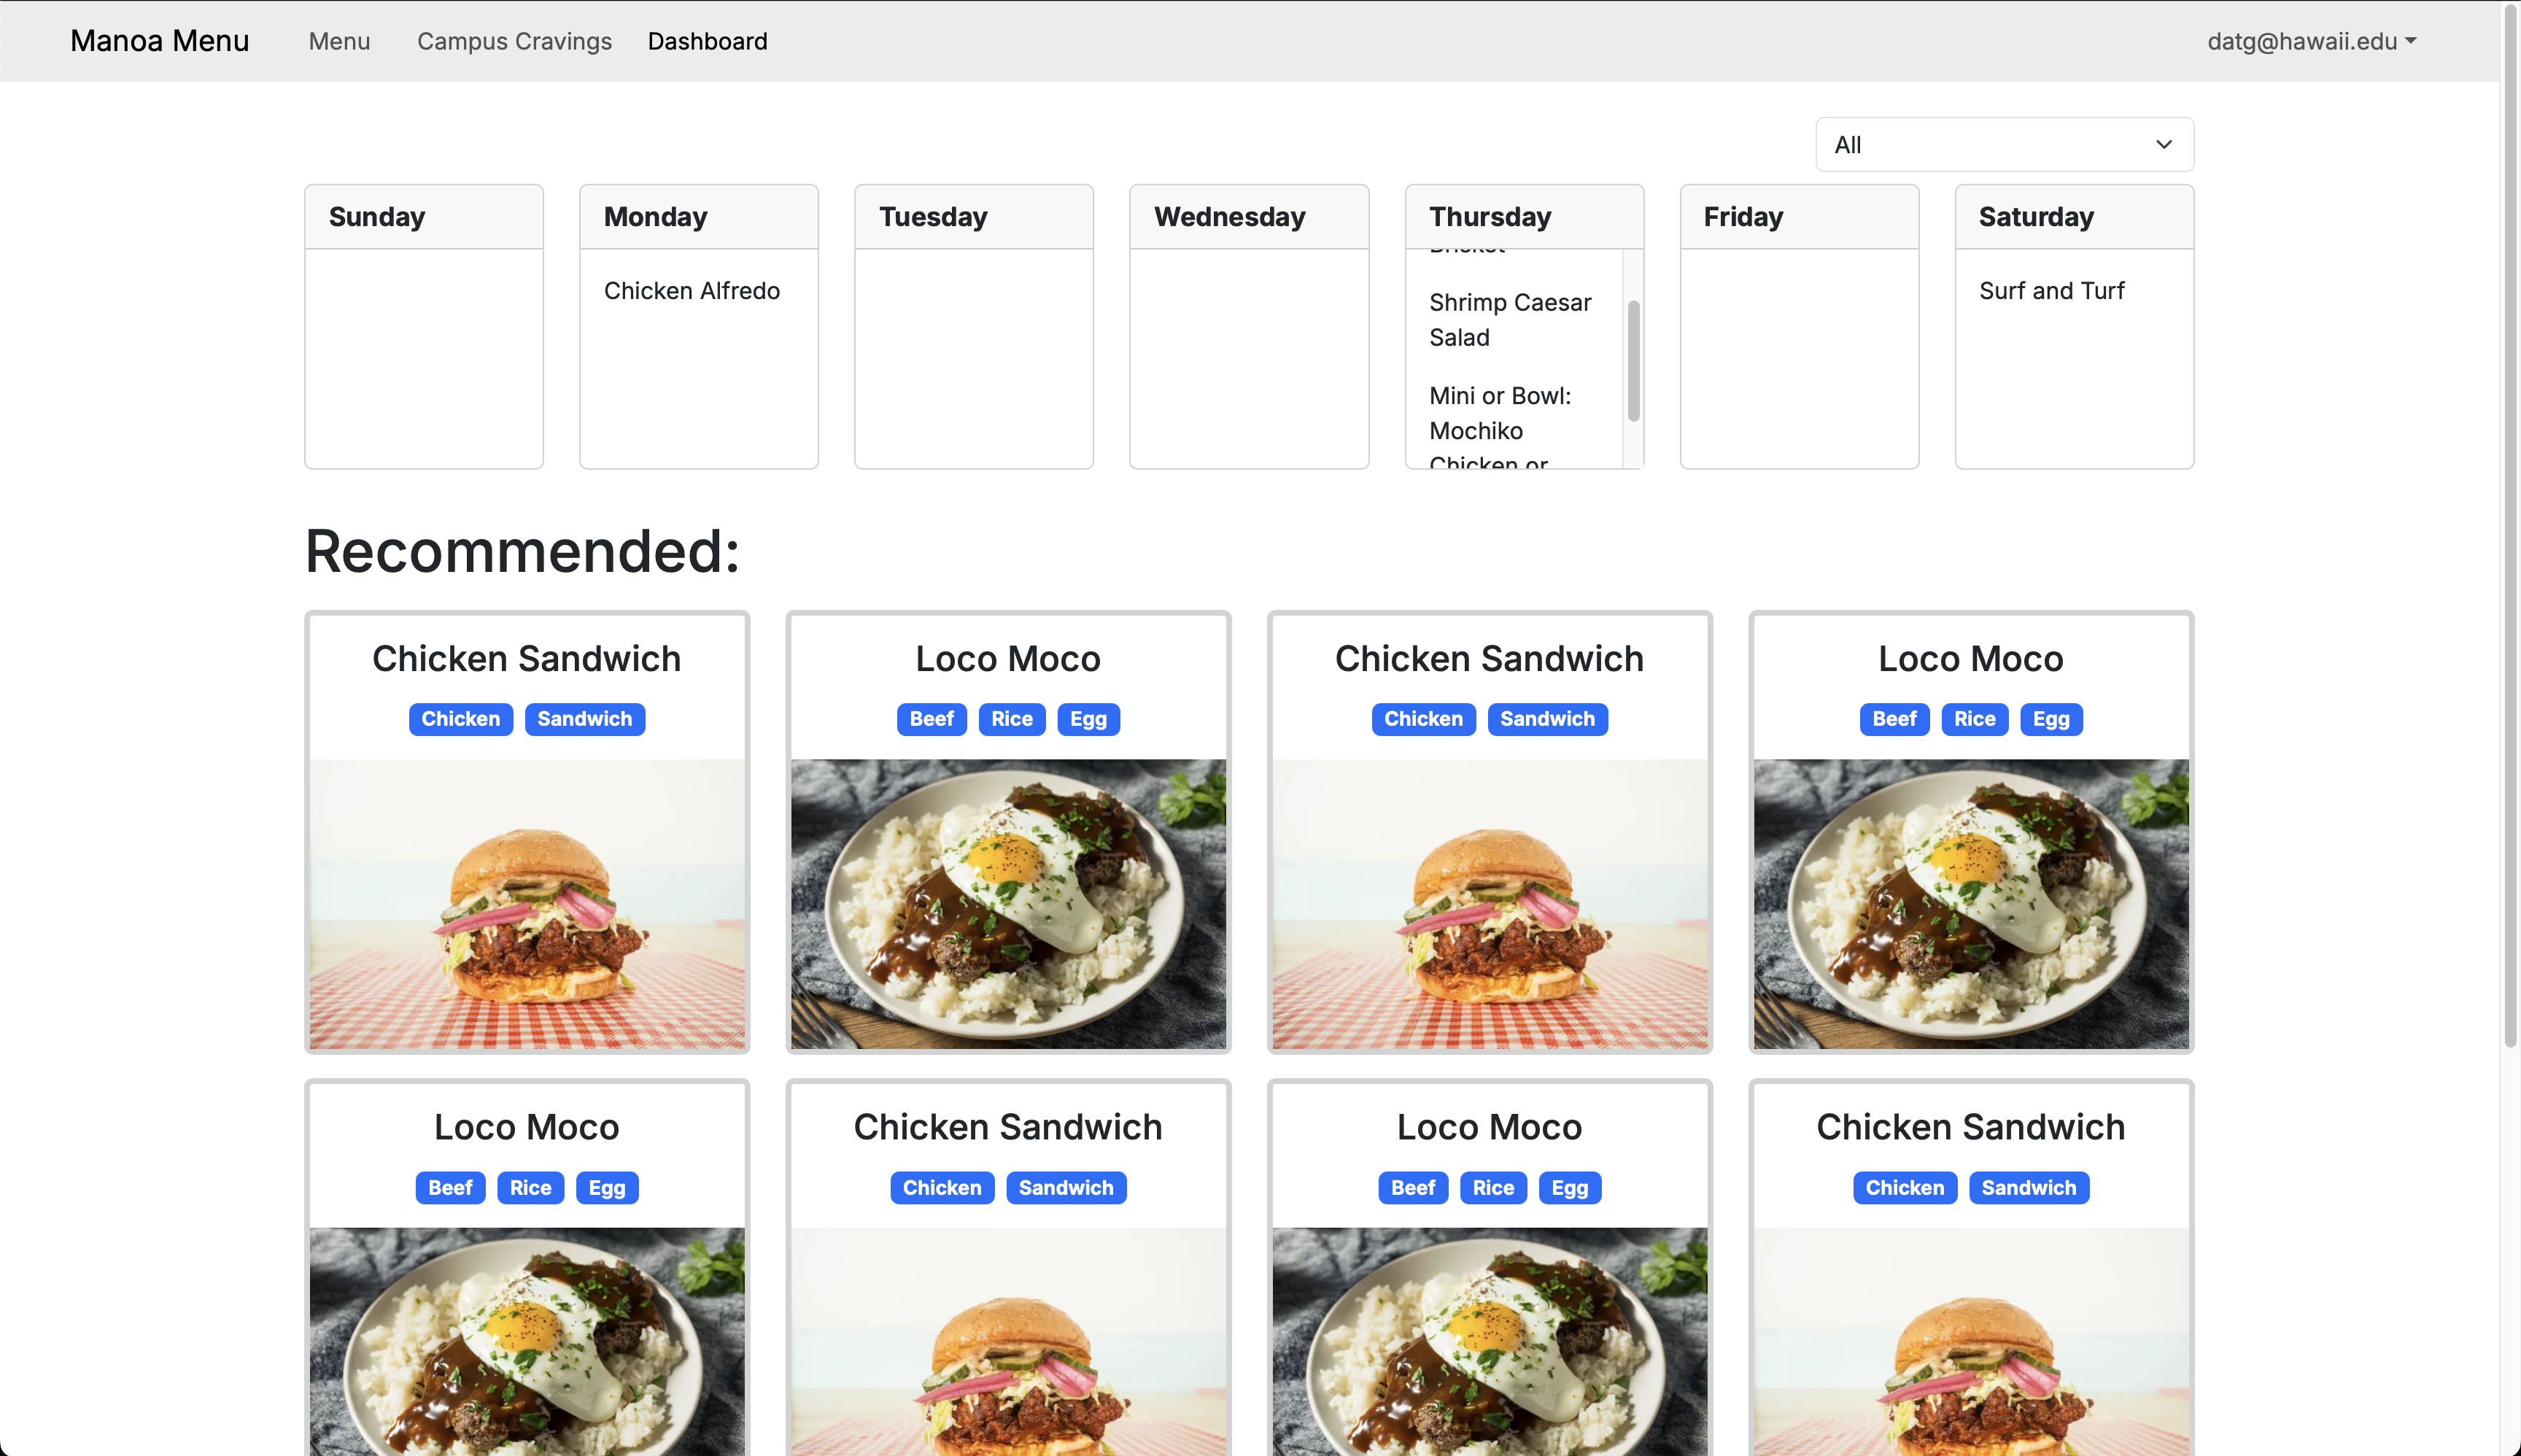 Manoa Menu Menu Campus Cravings Dashboard datg@hawaii.edu
All
Sunday Monday Tuesday Wednesday Thursday Friday Saturday
Chicken Alfredo
Shrimp Caesar
Salad
Mini or Bowl:
Mochiko
Chicken or
Surf and Turf
Recommended:
Chicken Sandwich
Chicken Sandwich
Loco Moco
Beef Rice Egg
Chicken Sandwich
Chicken Sandwich
Loco Moco
Beef Rice Egg
Loco Moco
Beef Rice Egg
Chicken Sandwich
Chicken Sandwich
Loco Moco
Beef Rice Egg
Chicken Sandwich
Chicken Sandwich